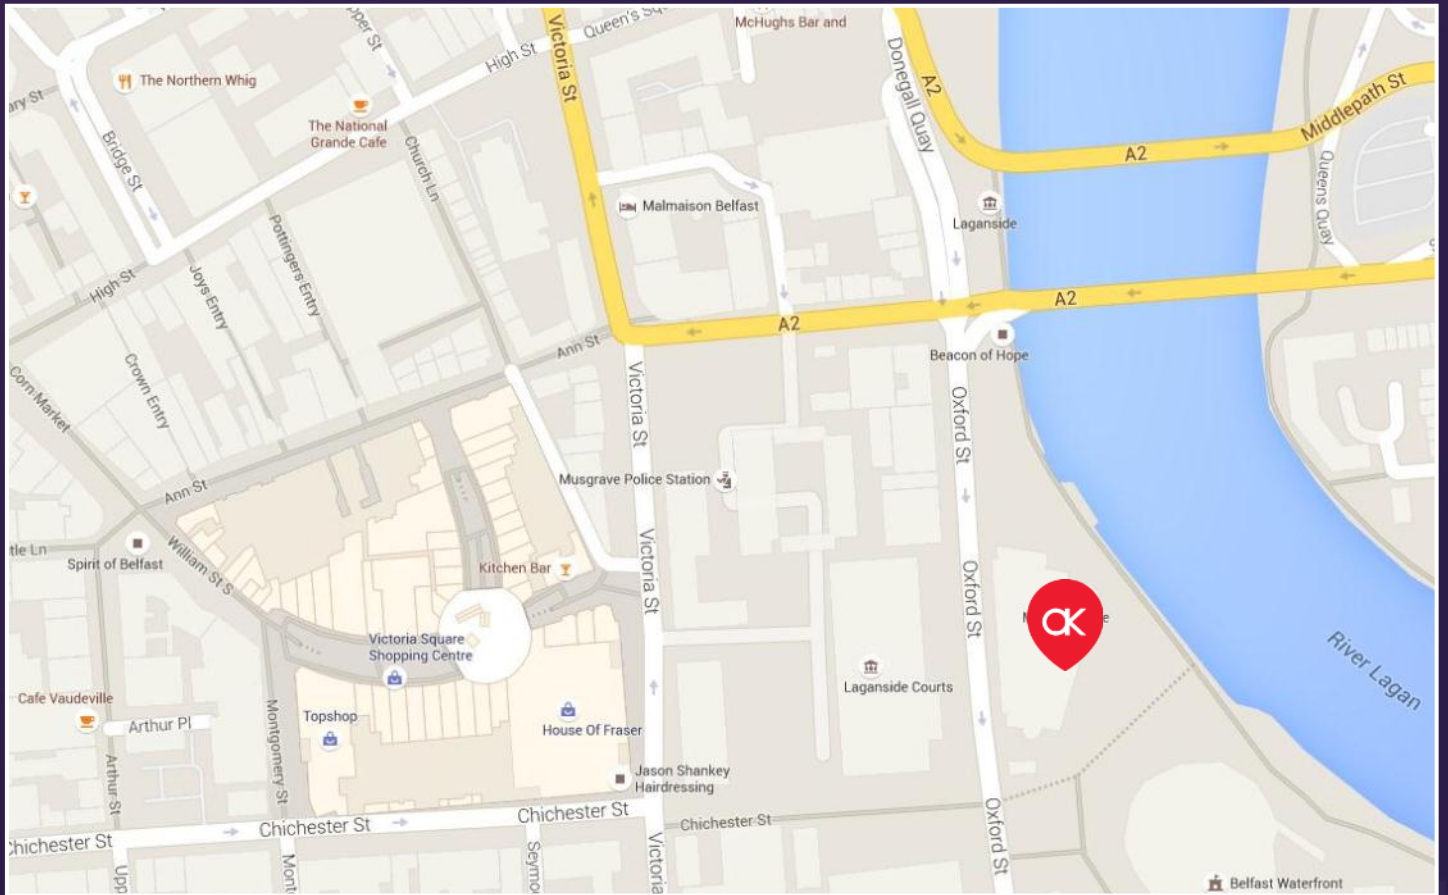 McHughs Bar and
Victoria St
Queen's Sq
High St
The Northern Whig
The National
Grande Cafe
Bridge St
Church Ln
Donegall Quay
A2
A2
Middlepath St
Queens Quay
Malmaison Belfast
Laganside
Pottingers Entry
Joys Entry
High St
A2
A2
Ann St
Beacon of Hope
Crown Entry
Corn Market
Victoria St
Oxford St
Musgrave Police Station
Ann St
William St S
Spirit of Belfast
Kitchen Bar
Victoria St
Oxford St
AK
Victoria Square
Shopping Centre
River Lagan
Laganside Courts
Cafe Vaudeville
Arthur Pl
Montgomery St
Topshop
House Of Fraser
Arthur St
Jason Shankey
Hairdressing
Chichester St
Chichester St
Chichester St
Chichester St
Oxford St
Victoria
Belfast Waterfront